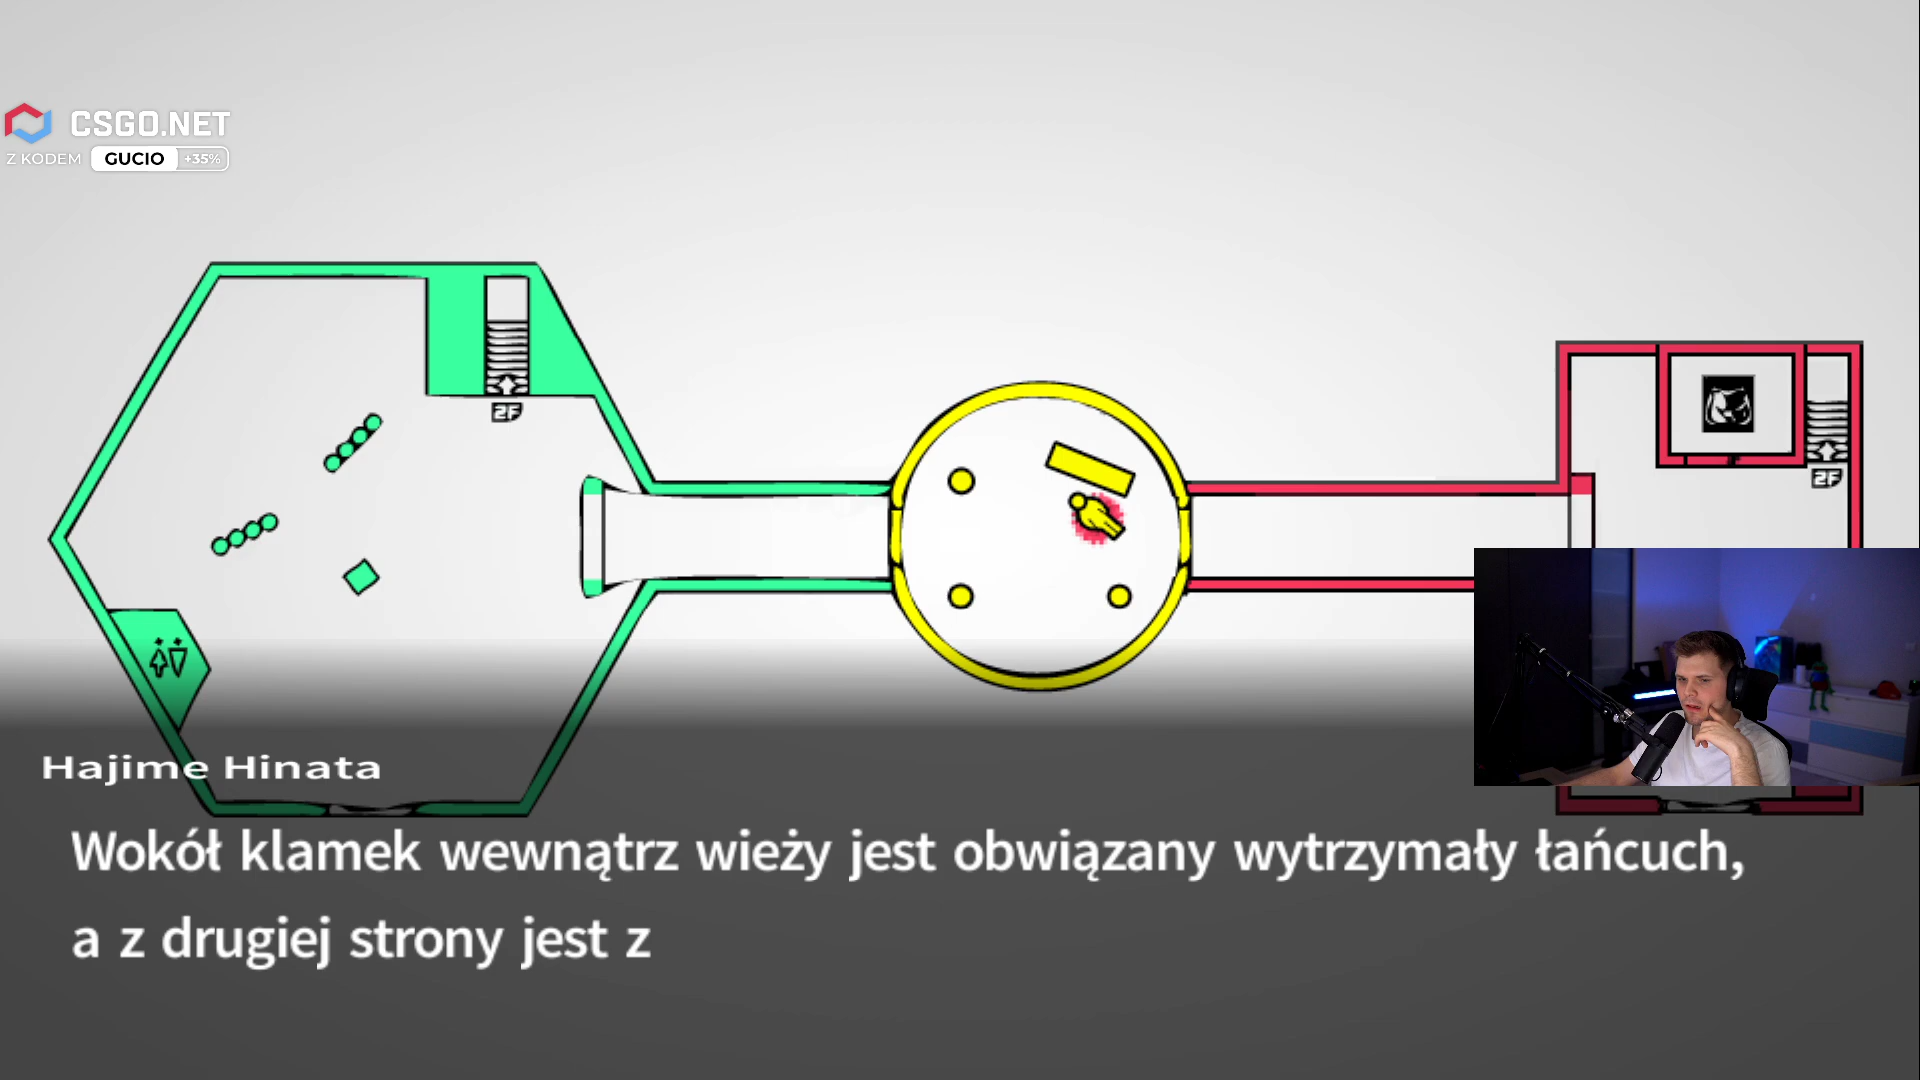 CSGO.NET
Z KODEM GUCIO +35%
2F
2F
Hajime Hinata
Wokół klamek wewnątrz wieży jest obwiązany wytrzymały łańcuch,
a z drugiej strony jest z